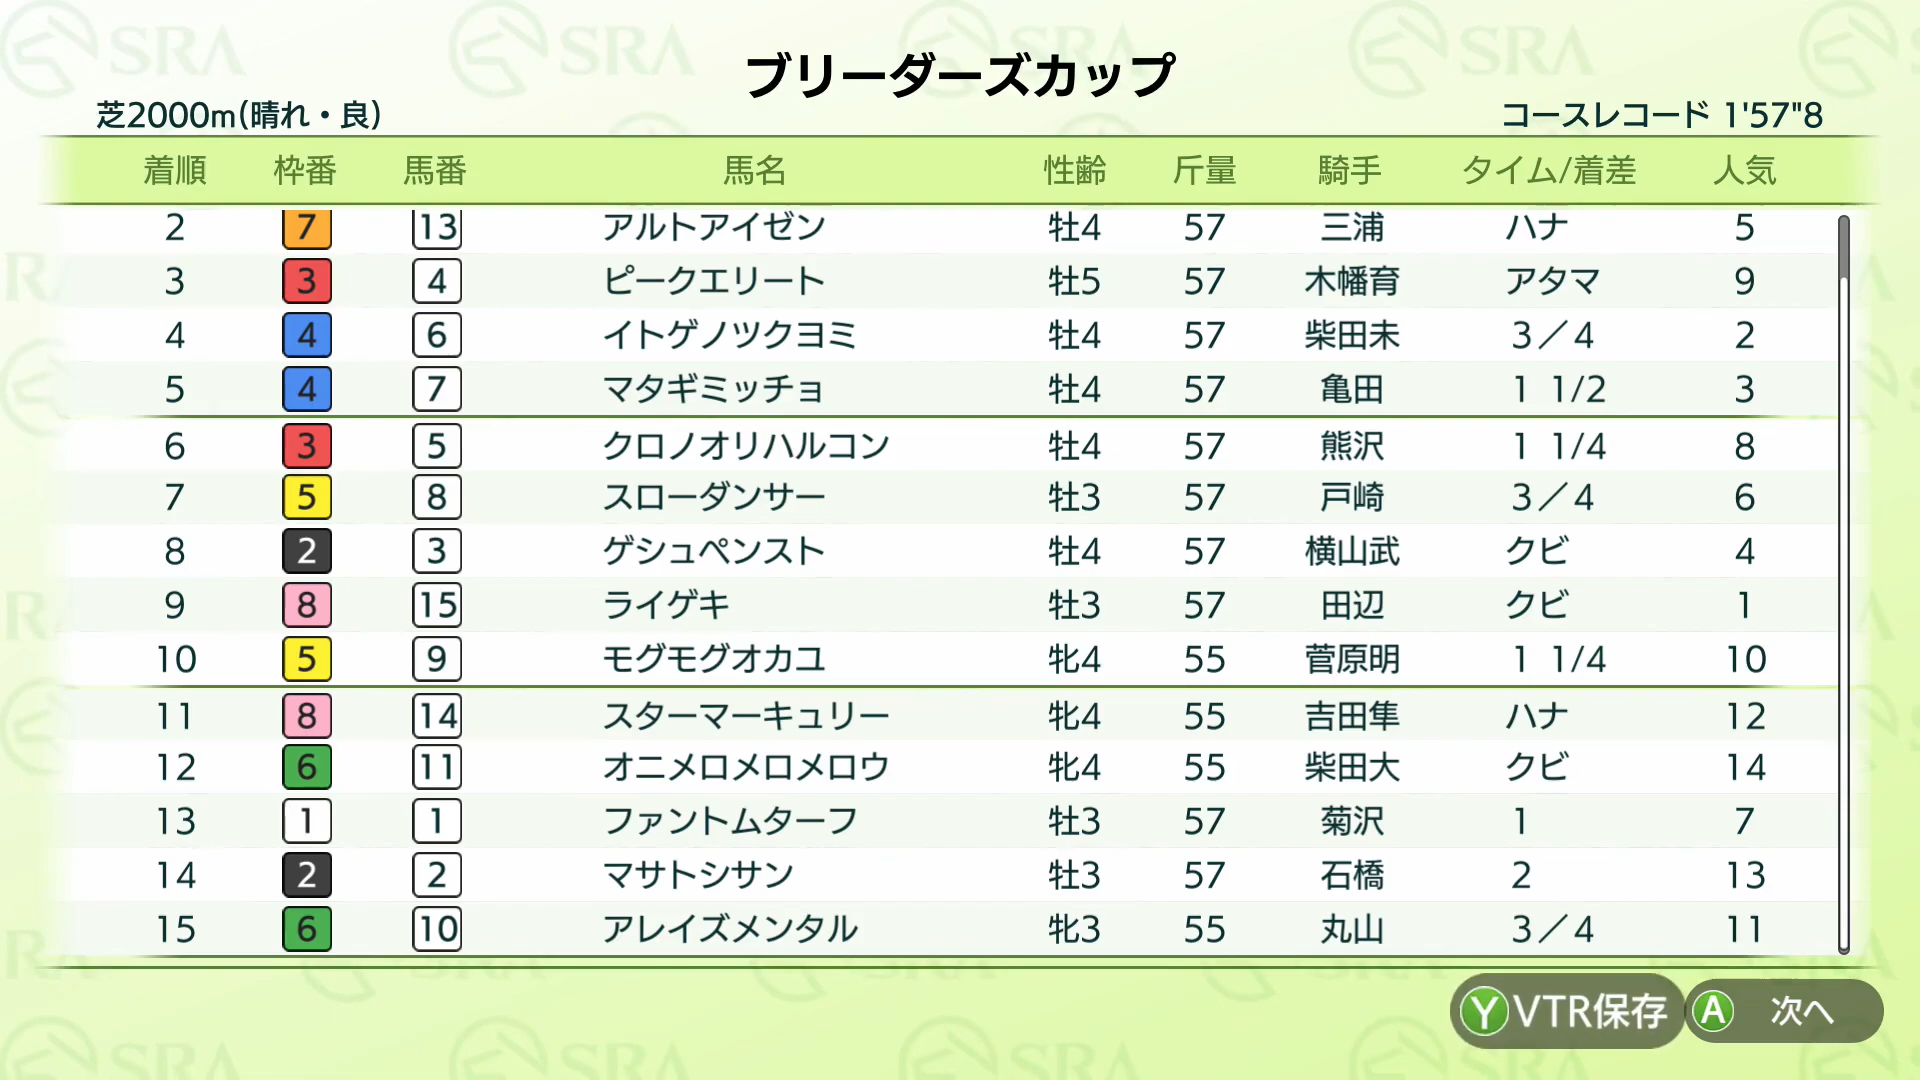 ブリーダーズカップ
芝2000m(晴れ・良)
コースレコード 1'57"8
着順 枠番 馬番 馬名 性齢 斤量 騎手 タイム/着差 人気
2 7 13 アルトアイゼン 牡4 57 三浦 ハナ 5
3 3 4 ピークエリート 牡5 57 木幡育 アタマ 9
4 4 6 イトゲノツクヨミ 牡4 57 柴田未 3／4 2
5 4 7 マタギミッチョ 牡4 57 亀田 1 1/2 3
6 3 5 クロノオリハルコン 牡4 57 熊沢 1 1/4 8
7 5 8 スローダンサー 牡3 57 戸崎 3／4 6
8 2 3 ゲシュペンスト 牡4 57 横山武 クビ 4
9 8 15 ライゲキ 牡3 57 田辺 クビ 1
10 5 9 モグモグオカユ 牝4 55 菅原明 1 1/4 10
11 8 14 スターマーキュリー 牝4 55 吉田隼 ハナ 12
12 6 11 オニメロメロメロウ 牝4 55 柴田大 クビ 14
13 1 1 ファントムターフ 牡3 57 菊沢 1 7
14 2 2 マサトシサン 牡3 57 石橋 2 13
15 6 10 アレイズメンタル 牝3 55 丸山 3／4 11
Y VTR保存 A 次へ